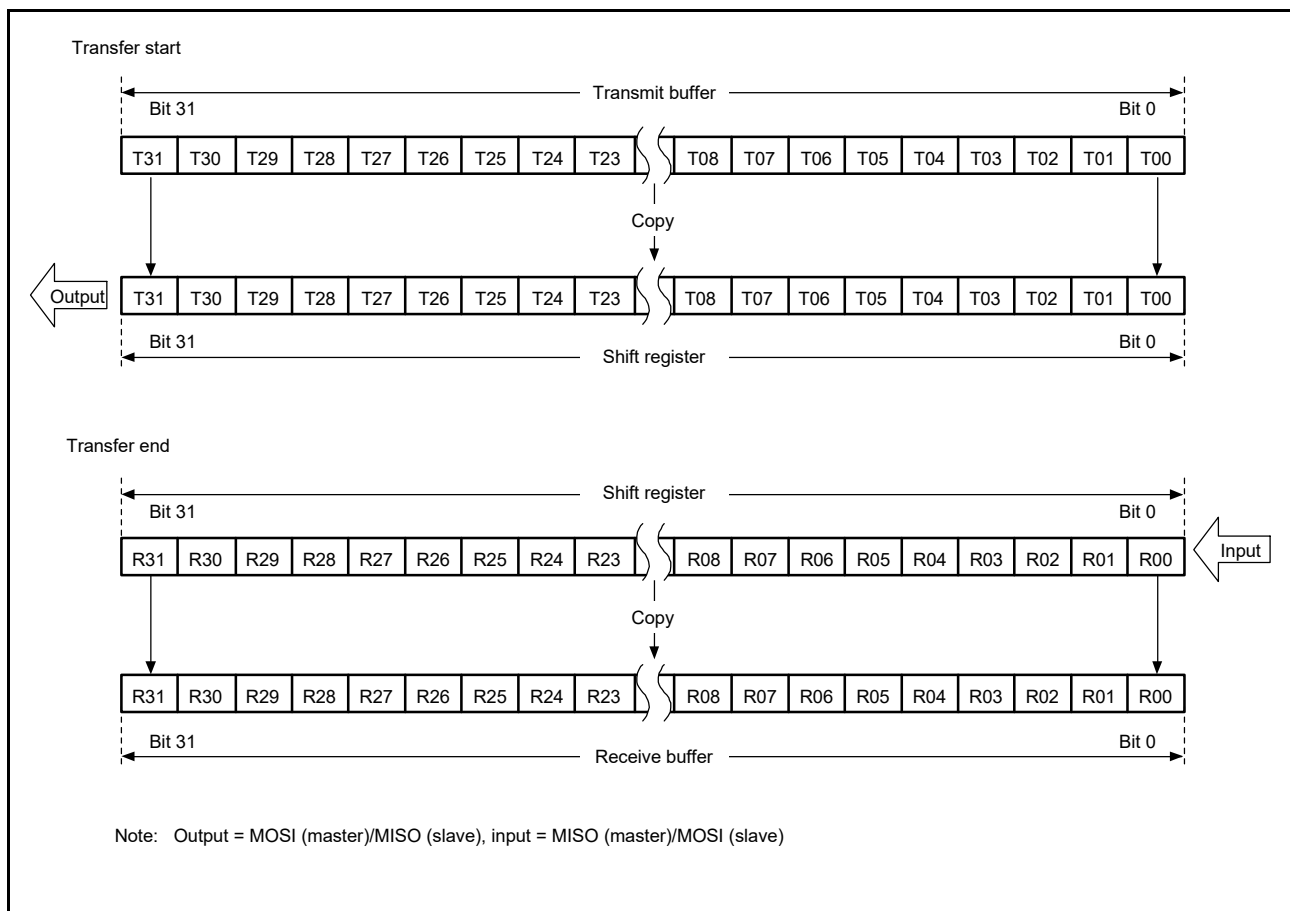 Transfer start
Transmit buffer
Bit 31 Bit 0
T31 T30 T29 T28 T27 T26 T25 T24 T23 T08 T07 T06 T05 T04 T03 T02 T01 T00
Copy
Output T31 T30 T29 T28 T27 T26 T25 T24 T23 T08 T07 T06 T05 T04 T03 T02 T01 T00
Bit 31 Bit 0
Shift register
Transfer end
Shift register
Bit 31 Bit 0
R31 R30 R29 R28 R27 R26 R25 R24 R23 R08 R07 R06 R05 R04 R03 R02 R01 R00 Input
Copy
R31 R30 R29 R28 R27 R26 R25 R24 R23 R08 R07 R06 R05 R04 R03 R02 R01 R00
Bit 31 Bit 0
Receive buffer
Note: Output = MOSI (master)/MISO (slave), input = MISO (master)/MOSI (slave)